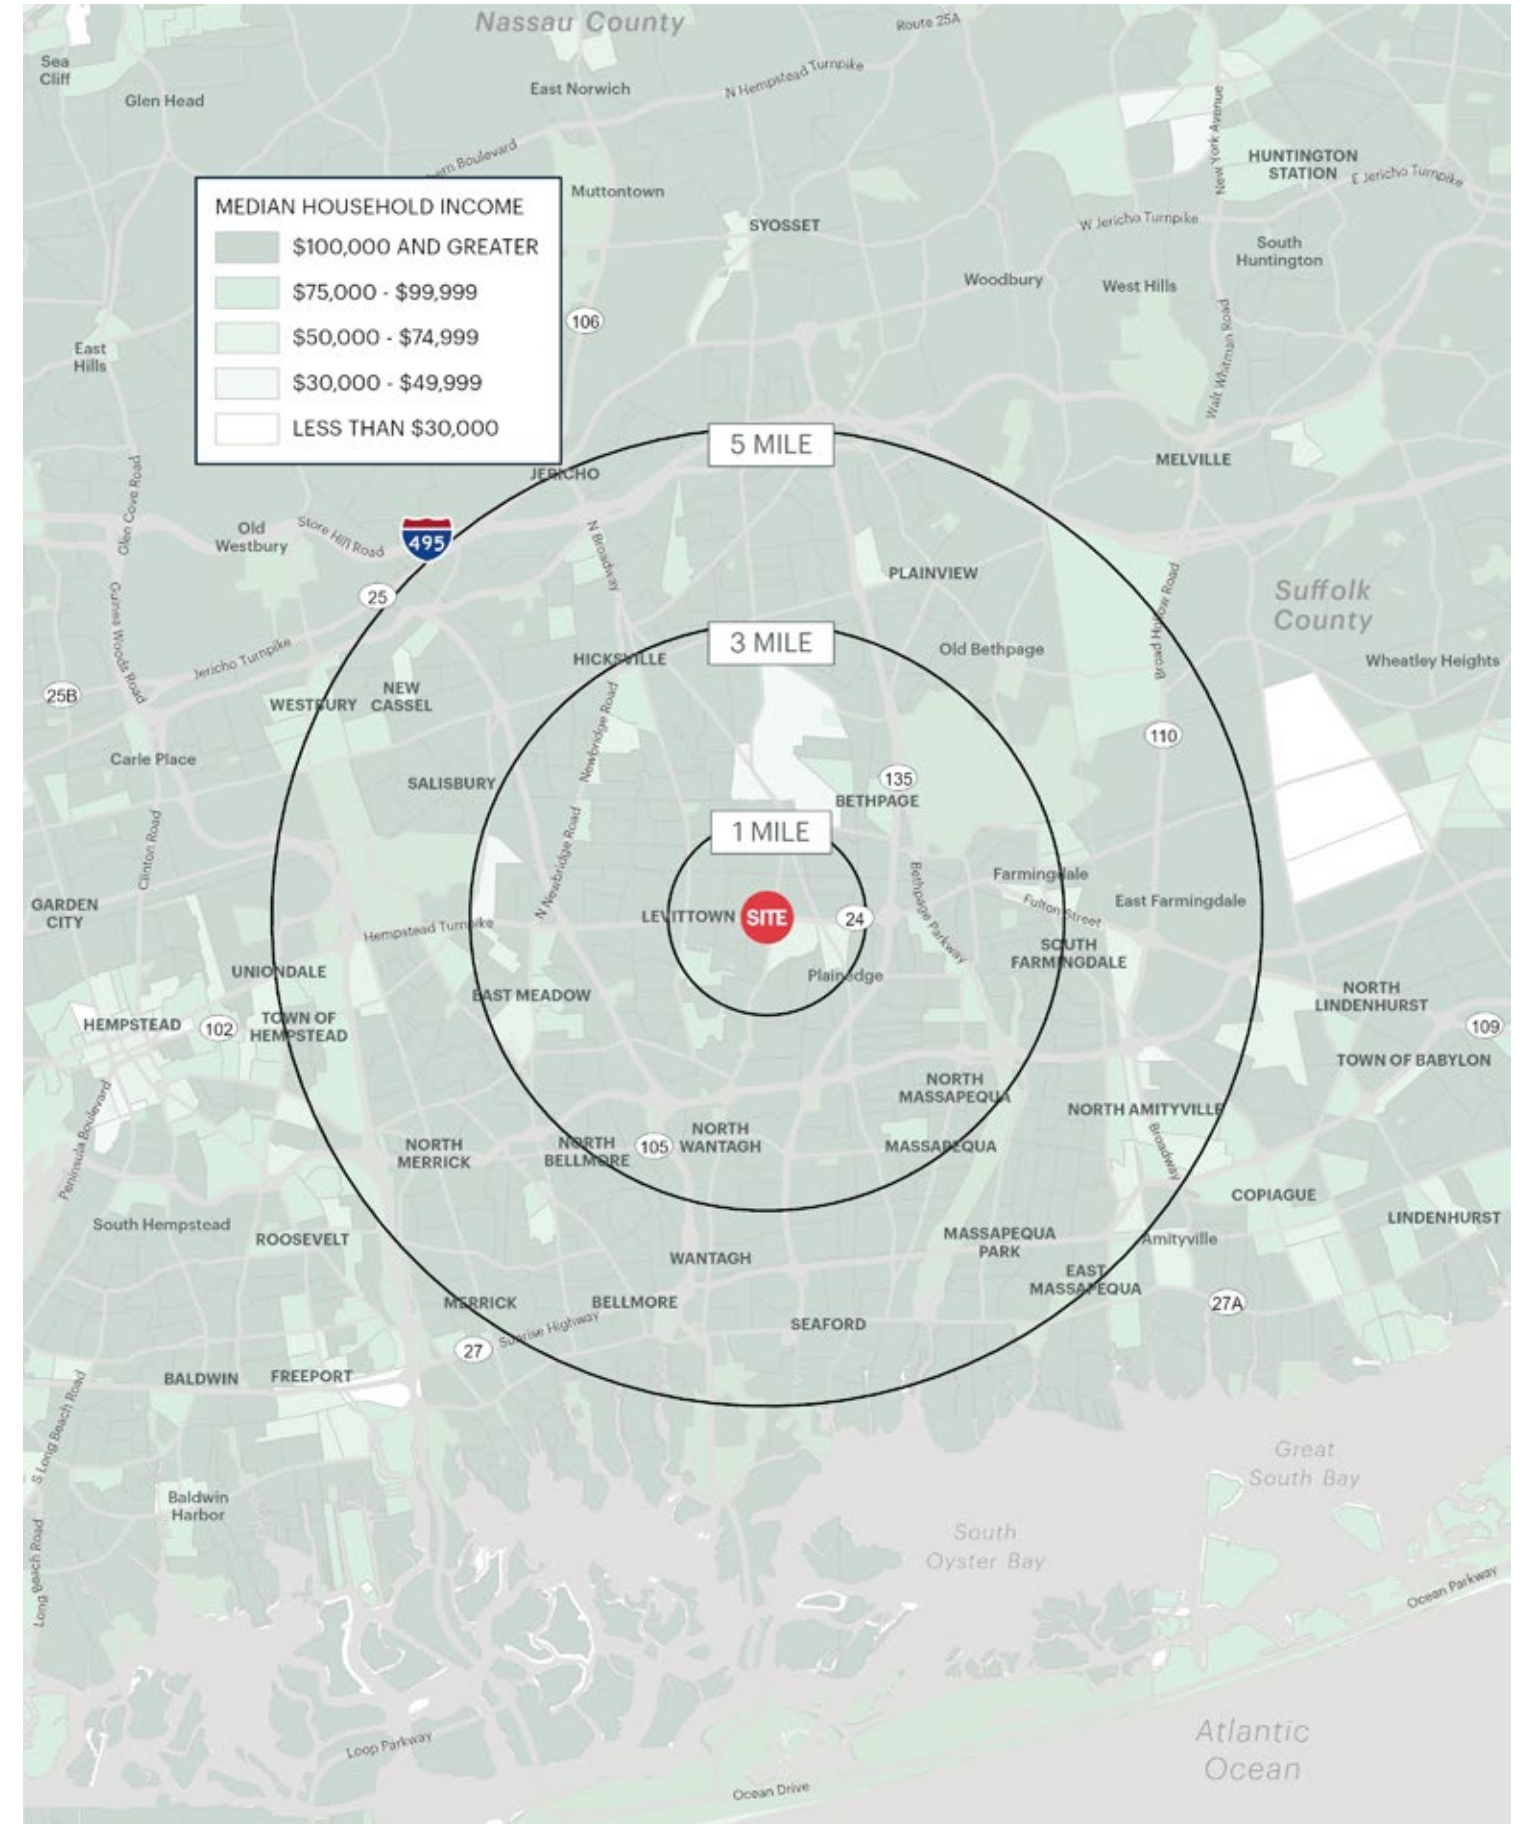 Nassau County
Route 25A
Sea
Cliff
Glen Head
East Norwich
N Hempstead Turnpike
ern Boulevard
New York Avenue
HUNTINGTON
STATION
E Jericho Turnpike
Muttontown
MEDIAN HOUSEHOLD INCOME
$100,000 AND GREATER
$75,000 - $99,999
$50,000 - $74,999
$30,000 - $49,999
LESS THAN $30,000
SYOSSET
W Jericho Turnpike
South
Huntington
Woodbury
West Hills
106
East
Hills
Walt Whitman Road
5 MILE
MELVILLE
JERICHO
Glen Cove Road
Old
Westbury
Store Hill Road
495
N Broadway
PLAINVIEW
25
Guinea Woods Road
Broad Hollow Road
Suffolk
County
3 MILE
Old Bethpage
HICKSVILLE
Wheatley Heights
Jericho Turnpike
25B
WESTBURY
NEW
CASSEL
Newbridge Road
110
Carle Place
SALISBURY
135
BETHPAGE
1 MILE
Clinton Road
N Newbridge Road
Bethpage Parkway
Farmingdale
Fulton Street
East Farmingdale
GARDEN
CITY
Hempstead Turnpike
LEVITTOWN
SITE
24
SOUTH
FARMINGDALE
UNIONDALE
Plainedge
EAST MEADOW
NORTH
LINDENHURST
HEMPSTEAD
102
TOWN OF
HEMPSTEAD
109
TOWN OF BABYLON
Peninsula Boulevard
NORTH
MASSAPEQUA
NORTH AMITYVILLE
NORTH
MERRICK
NORTH
BELLMORE
105
NORTH
WANTAGH
MASSAPEQUA
Broadway
COPIAGUE
South Hempstead
LINDENHURST
ROOSEVELT
MASSAPEQUA
PARK
Amityville
WANTAGH
EAST
MASSAPEQUA
MERRICK
BELLMORE
27A
SEAFORD
27
Sunrise Highway
BALDWIN
FREEPORT
S Long Beach Road
Great
South Bay
Baldwin
Harbor
South
Oyster Bay
Long Beach Road
Ocean Parkway
Atlantic
Ocean
Loop Parkway
Ocean Drive